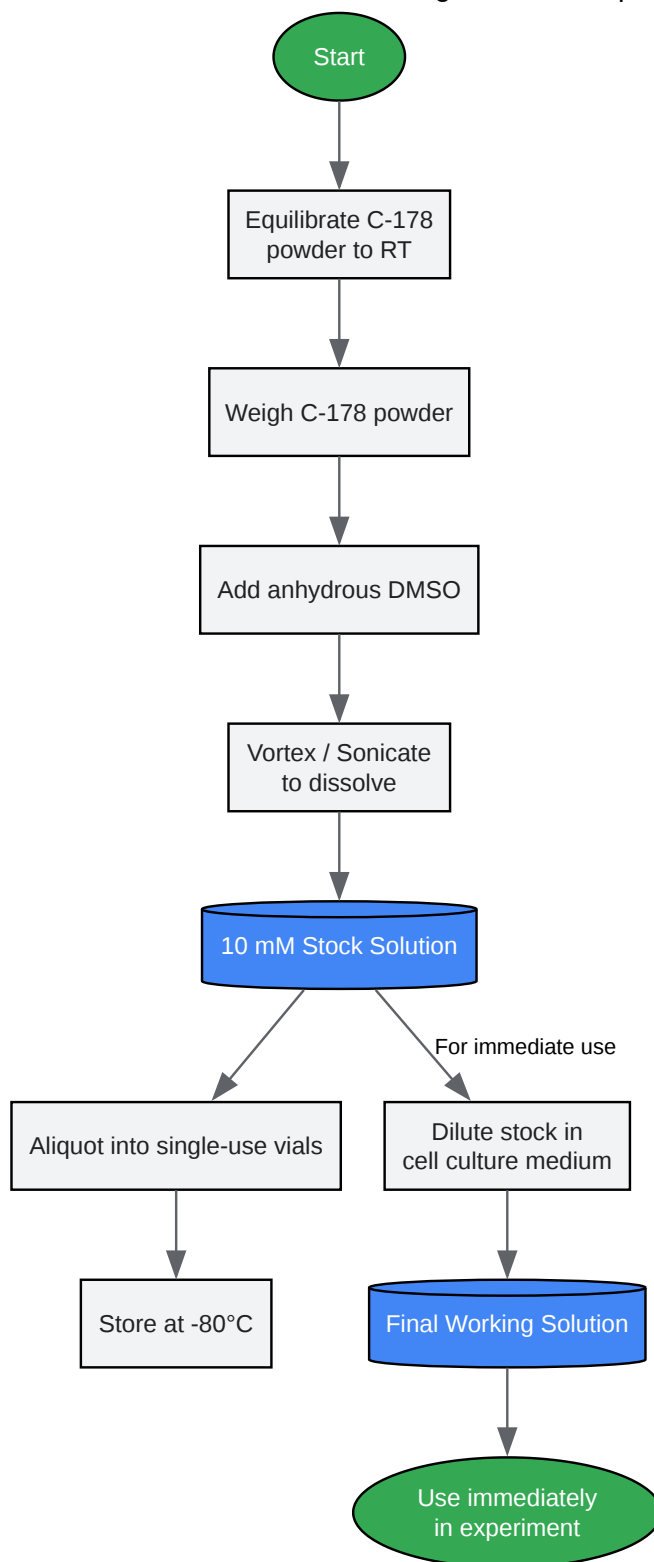 Start
Equilibrate C-178
powder to RT
Weigh C-178 powder
Add anhydrous DMSO
Vortex / Sonicate
to dissolve
10 mM Stock Solution
For immediate use
Aliquot into single-use vials
Dilute stock in
cell culture medium
Store at -80°C
Final Working Solution
Use immediately
in experiment